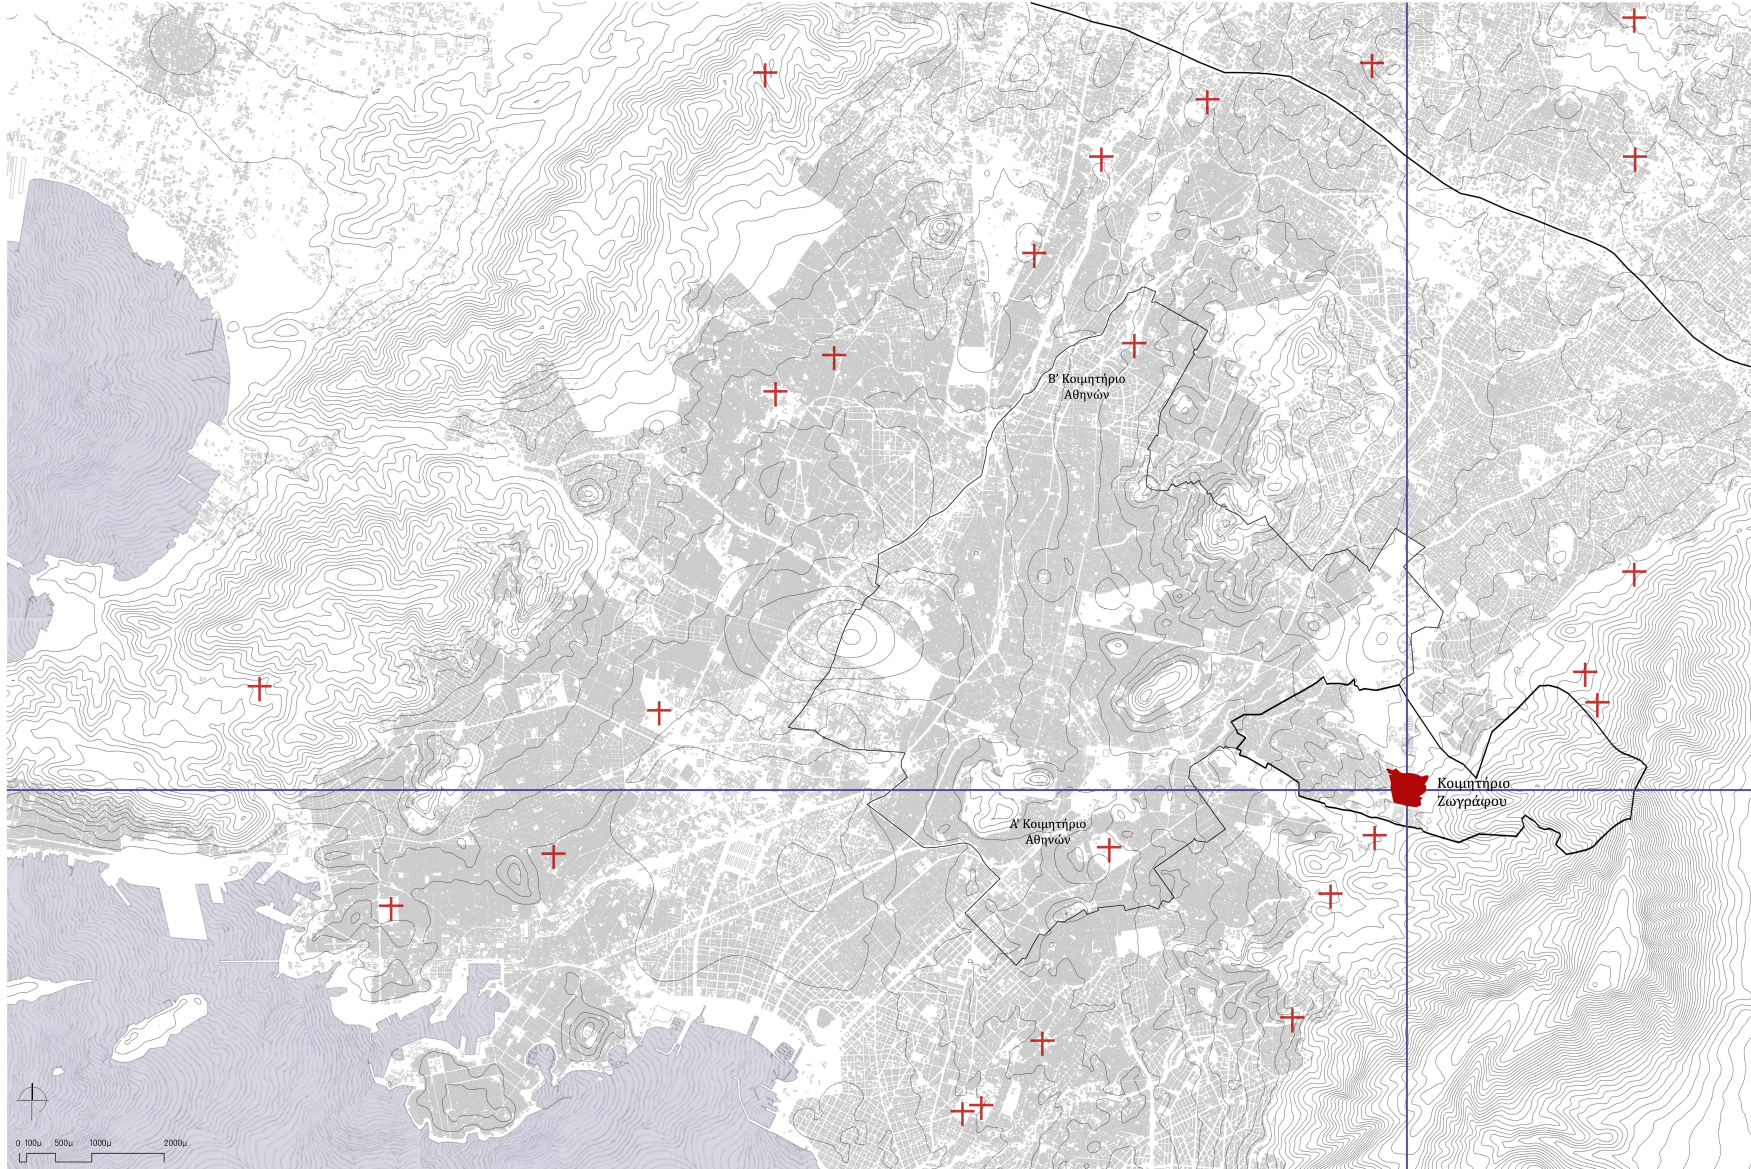 Β' Κοιμητήριο
Αθηνών
Κοιμητήριο
Ζωγράφου
Α' Κοιμητήριο
Αθηνών
0 100μ 500μ 1000μ 2000μ